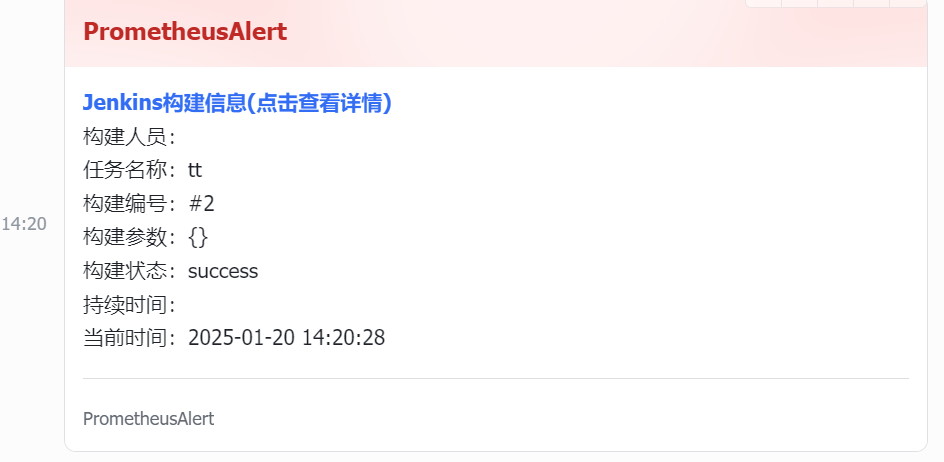 PrometheusAlert
Jenkins构建信息(点击查看详情)
构建人员：
任务名称：tt
构建编号：#2
14:20
构建参数：{}
构建状态：success
持续时间：
当前时间：2025-01-20 14:20:28
PrometheusAlert